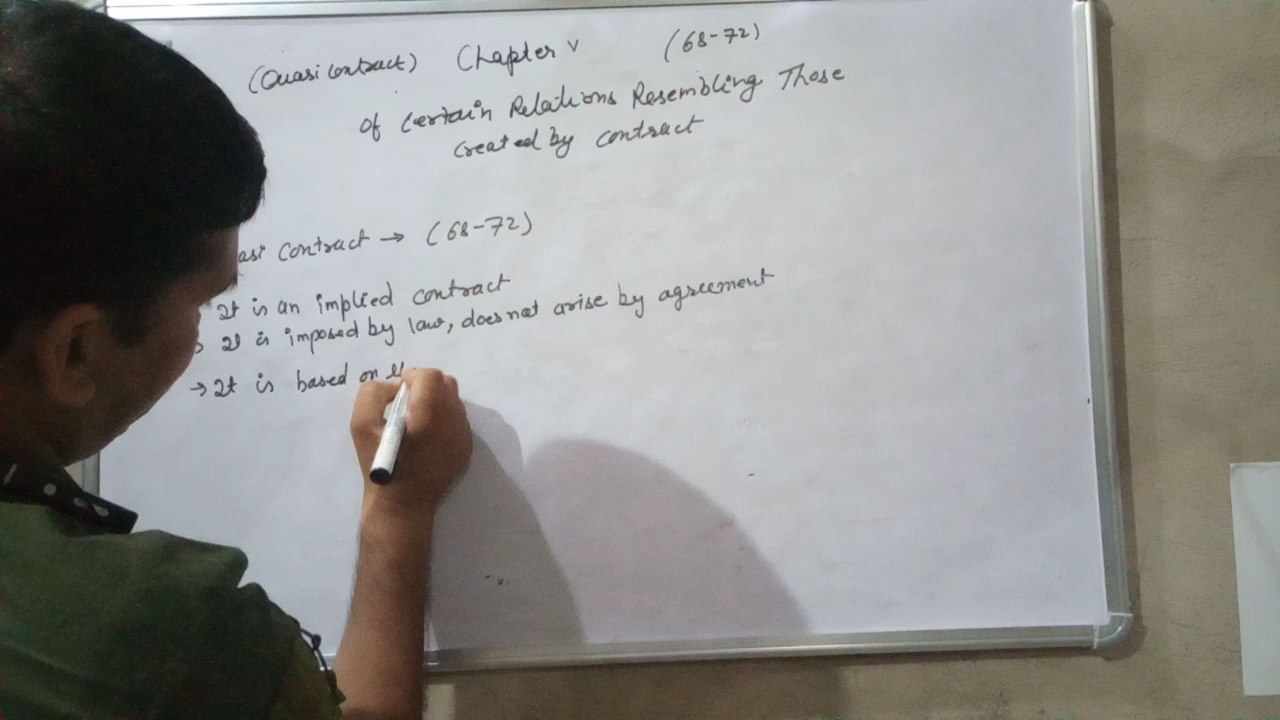 (Quasi Contract) Chapter V (68-72)
Of Certain Relations Resembling Those
created by contract
asi Contract → (68-72)
It is an implied contract
It is imposed by law, does not arise by agreement
→ It is based on